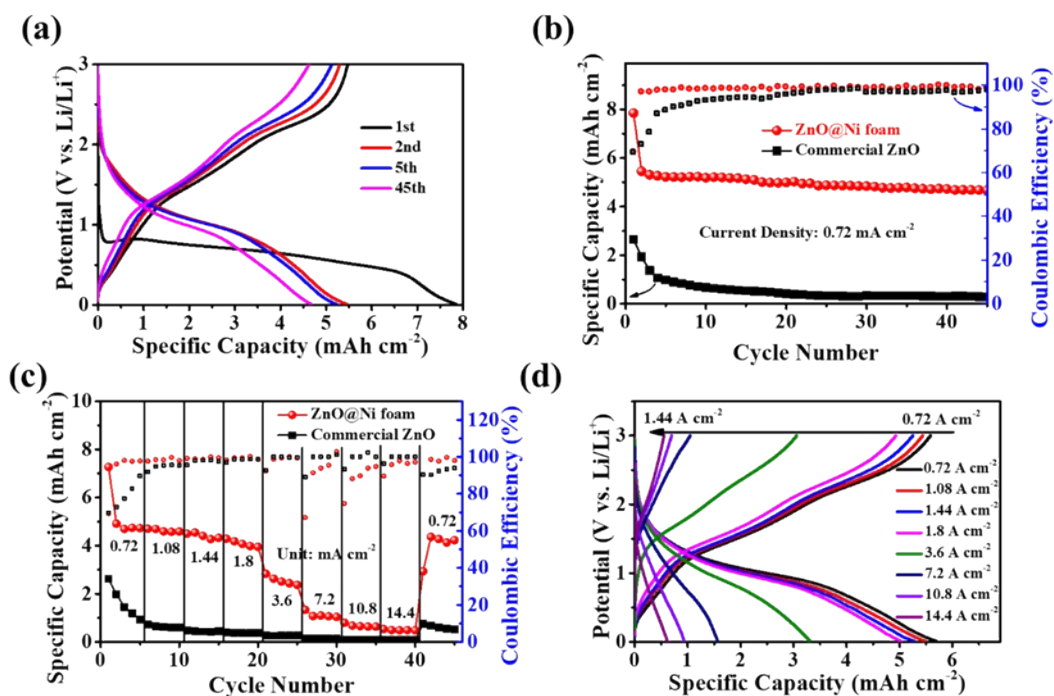 (a)
3
2
1
0
0 1 2 3 4 5 6 7 8
Potential (V vs. Li/Li⁺)
Specific Capacity (mAh cm⁻²)
1st
2nd
5th
45th
(b)
8
6
4
2
0
0 10 20 30 40
100
80
60
40
20
0
Specific Capacity (mAh cm⁻²)
Coulombic Efficiency (%)
Cycle Number
ZnO@Ni foam
Commercial ZnO
Current Density: 0.72 mA cm⁻²
(c)
10
8
6
4
2
0
0 10 20 30 40
120
100
80
60
40
20
0
Specific Capacity (mAh cm⁻²)
Coulombic Efficiency (%)
Cycle Number
ZnO@Ni foam
Commercial ZnO
Unit: mA cm⁻²
0.72 1.08 1.44 1.8 3.6 7.2 10.8 14.4 0.72
(d)
1.44 A cm⁻² 0.72 A cm⁻²
3
2
1
0
0 1 2 3 4 5 6
Potential (V vs. Li/Li⁺)
Specific Capacity (mAh cm⁻²)
0.72 A cm⁻²
1.08 A cm⁻²
1.44 A cm⁻²
1.8 A cm⁻²
3.6 A cm⁻²
7.2 A cm⁻²
10.8 A cm⁻²
14.4 A cm⁻²